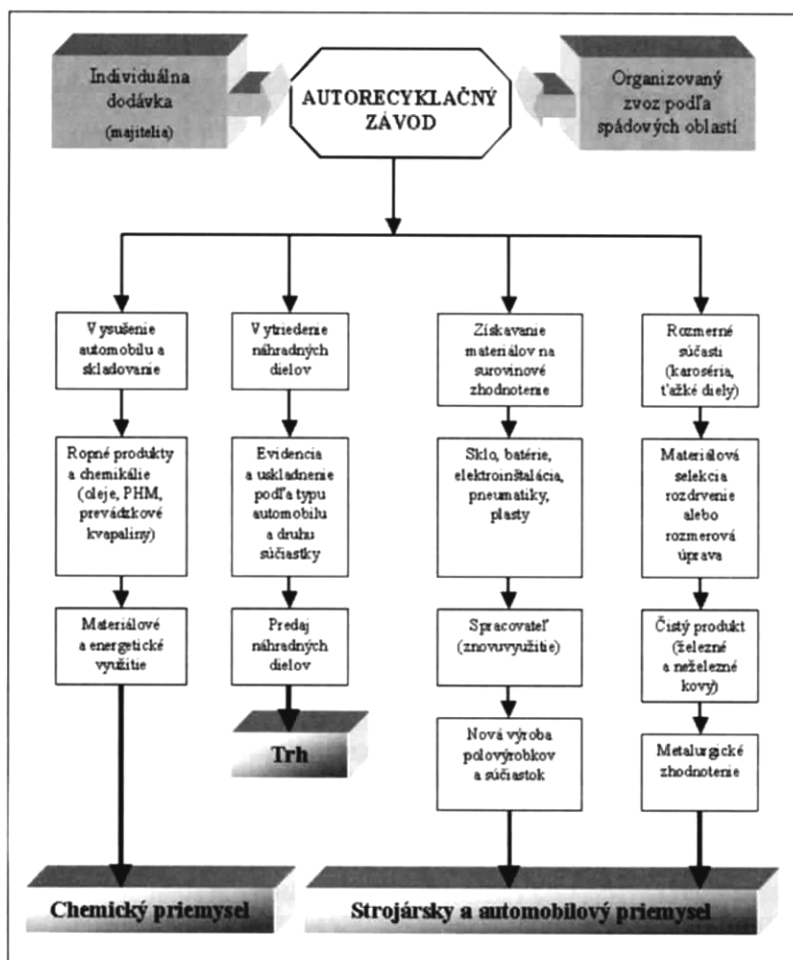 Individuálna
dodávka
(majitelia)
AUTORECYKLAČNÝ
ZÁVOD
Organizovaný
zvoz podľa
spádových oblastí
Vysušenie
automobilu a
skladovanie
Ropné produkty
a chemikálie
(oleje, PHM,
prevádzkové
kvapaliny)
Materiálové
a energetické
využitie
Vytriedenie
náhradných
dielov
Evidencia
a uskladnenie
podľa typu
automobilu
a druhu
súčiastky
Predaj
náhradných
dielov
Trh
Získavanie
materiálov na
surovinové
zhodnotenie
Sklo, batérie,
elektroinštalácia,
pneumatiky,
plasty
Spracovateľ
(znovuvyužitie)
Nová výroba
polovýrobkov
a súčiastok
Rozmerné
súčasti
(karoséria,
ťažké diely)
Materiálová
selekcia
rozdrvenie
alebo
rozmerová
úprava
Čistý produkt
(železné
a neželezné
kovy)
Metalurgické
zhodnotenie
Chemický priemysel
Strojársky a automobilový priemysel